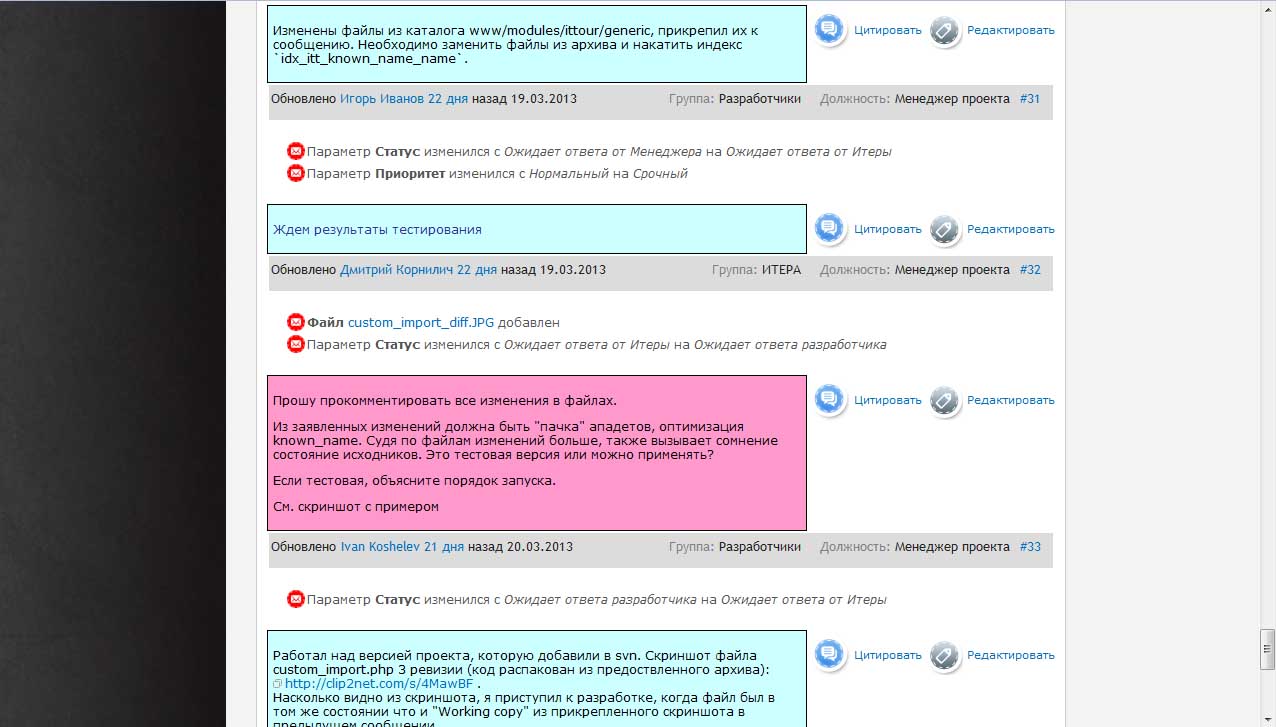 Изменены файлы из каталога www/modules/ittour/generic, прикрепил их к
сообщению. Необходимо заменить файлы из архива и накатить индекс
`idx_itt_known_name_name`.
Цитировать Редактировать
Обновлено Игорь Иванов 22 дня назад 19.03.2013 Группа: Разработчики Должность: Менеджер проекта #31
Параметр Статус изменился с Ожидает ответа от Менеджера на Ожидает ответа от Итеры
Параметр Приоритет изменился с Нормальный на Срочный
Ждем результаты тестирования
Цитировать Редактировать
Обновлено Дмитрий Корнилич 22 дня назад 19.03.2013 Группа: ИТЕРА Должность: Менеджер проекта #32
Файл custom_import_diff.JPG добавлен
Параметр Статус изменился с Ожидает ответа от Итеры на Ожидает ответа разработчика
Прошу прокомментировать все изменения в файлах.
Цитировать Редактировать
Из заявленных изменений должна быть "пачка" ападетов, оптимизация
known_name. Судя по файлам изменений больше, также вызывает сомнение
состояние исходников. Это тестовая версия или можно применять?
Если тестовая, объясните порядок запуска.
См. скриншот с примером
Обновлено Ivan Koshelev 21 дня назад 20.03.2013 Группа: Разработчики Должность: Менеджер проекта #33
Параметр Статус изменился с Ожидает ответа разработчика на Ожидает ответа от Итеры
Работал над версией проекта, которую добавили в svn. Скриншот файла
Цитировать Редактировать
custom_import.php 3 ревизии (код распакован из предоственного архива):
http://clip2net.com/s/4MawBF .
Насколько видно из скриншота, я приступил к разработке, когда файл был в
том же состоянии что и "Working copy" из прикрепленного скриншота в
предыдущем сообщении